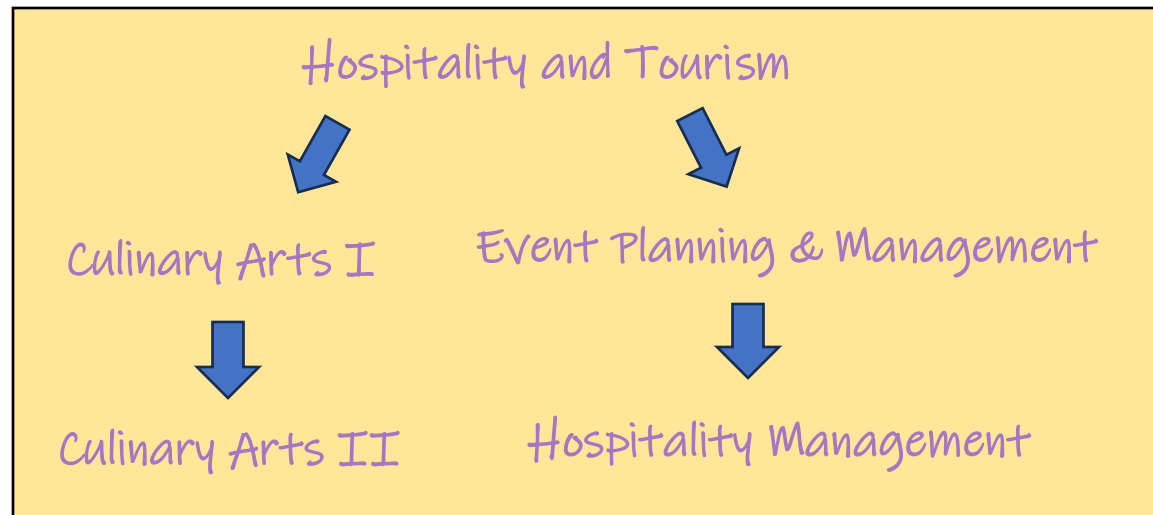 Hospitality and Tourism
Culinary Arts I
Event Planning & Management
Culinary Arts II
Hospitality Management